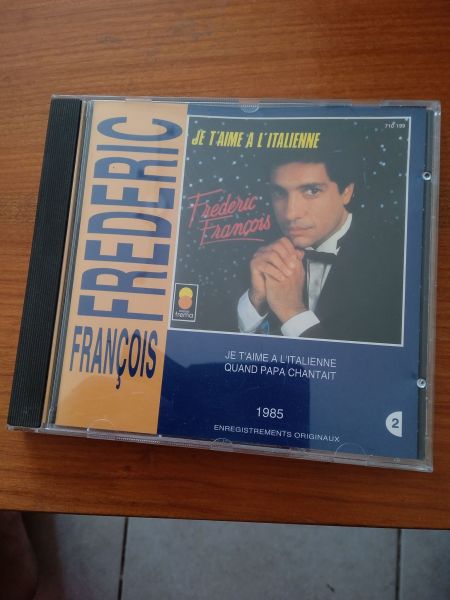 FREDERIC
FRANÇOIS
JE T'AIME A L'ITALIENNE
710 199
Frédéric
François
trema
JE T'AIME A L'ITALIENNE
QUAND PAPA CHANTAIT
1985
ENREGISTREMENTS ORIGINAUX
2